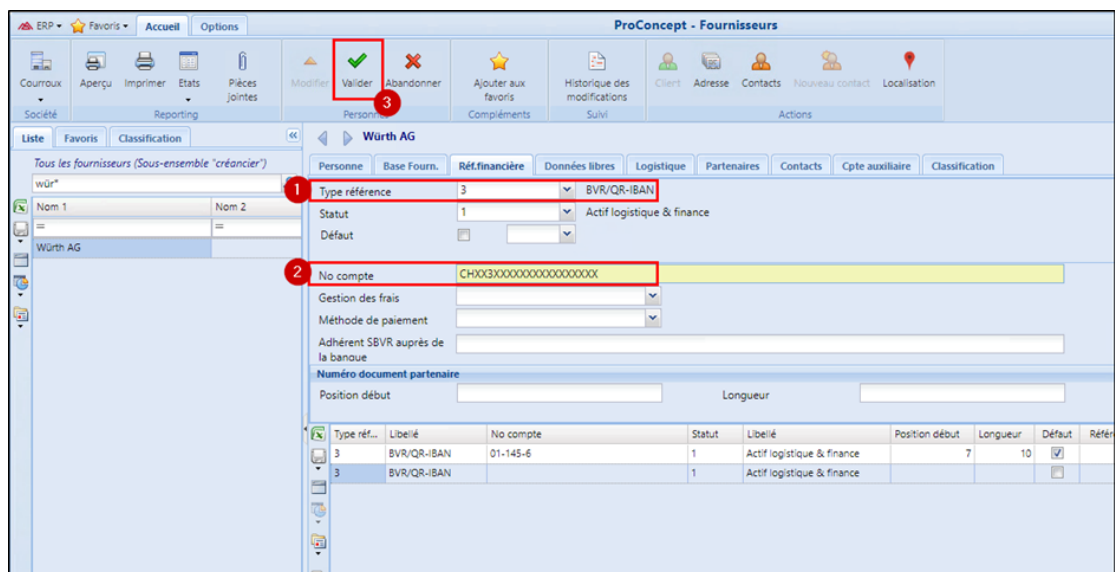 ERP Favoris Accueil Options ProConcept - Fournisseurs
Courroux Aperçu Imprimer Etats Pièces jointes Modifier Valider Abandonner Ajouter aux favoris Historique des modifications Client Adresse Contacts Nouveau contact Localisation
3
Société Reporting Personnes Compléments Suivi Actions
Liste Favoris Classification
Tous les fournisseurs (Sous-ensemble "créancier")
wür*
Nom 1 Nom 2
= =
Würth AG
Würth AG
Personne Base Fourn. Réf.financière Données libres Logistique Partenaires Contacts Cpte auxiliaire Classification
1 Type référence 3 BVR/QR-IBAN
Statut 1 Actif logistique & finance
Défaut
2 No compte CHXX3XXXXXXXXXXXXXXXX
Gestion des frais
Méthode de paiement
Adhérent SBVR auprès de
la banque
Numéro document partenaire
Position début Longueur
Type réf... Libellé No compte Statut Libellé Position début Longueur Défaut
3 BVR/QR-IBAN 01-145-6 1 Actif logistique & finance 7 10
3 BVR/QR-IBAN 1 Actif logistique & finance